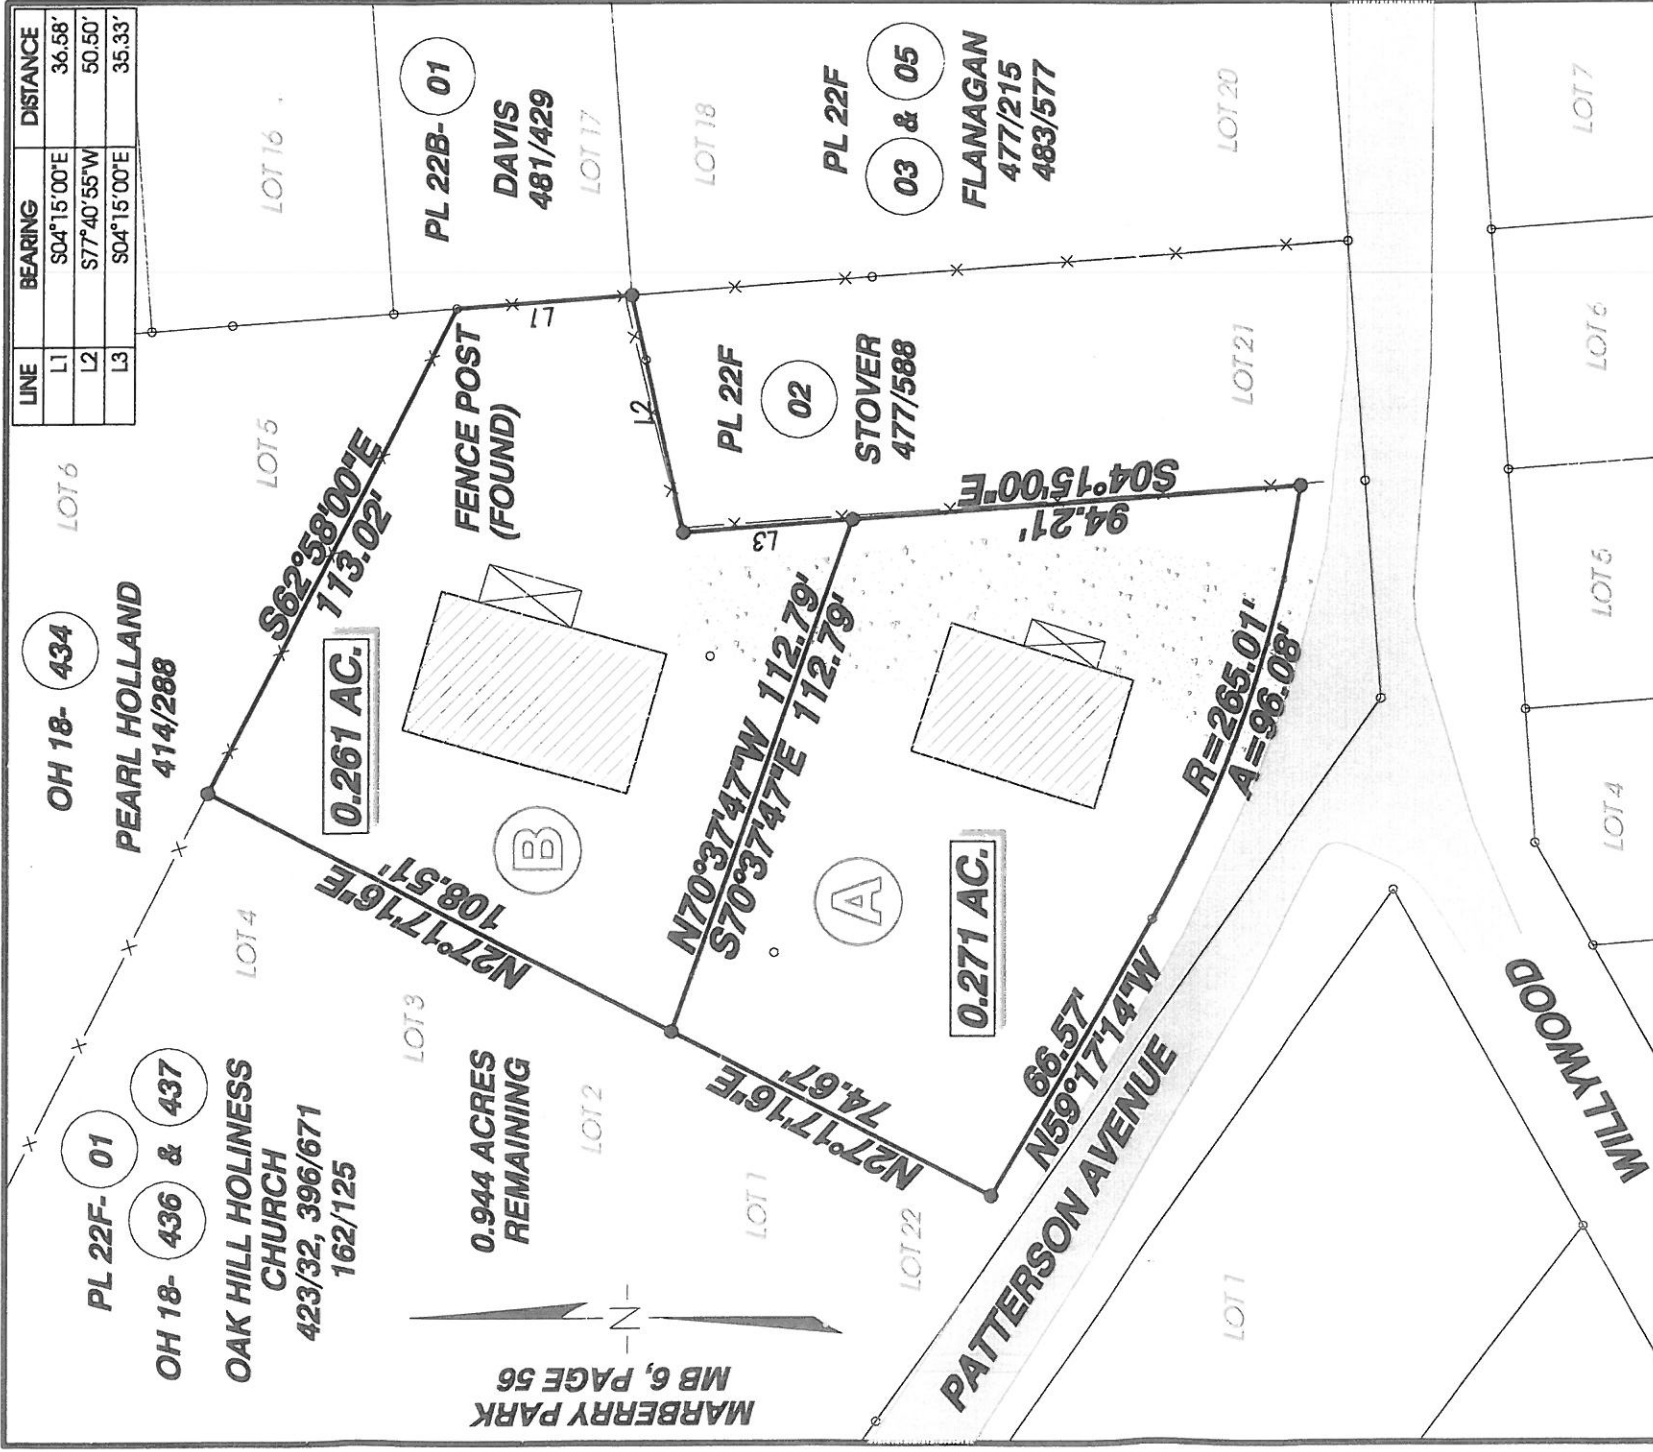 LINE BEARING DISTANCE
L1 S04°15'00"E 36.58'
L2 S77°40'55"W 50.50'
L3 S04°15'00"E 35.33'
LOT 6
LOT 5
LOT 16
OH 18- 434
PEARL HOLLAND
414/288
S62°58'00"E
113.02'
PL 22B- 01
DAVIS
481/429
LOT 17
LOT 18
FENCE POST
(FOUND)
L1
L2
L3
PL 22F
03 & 05
FLANAGAN
477/215
483/577
LOT 20
PL 22F
02
STOVER
477/588
LOT 21
S04°15'00"E
94.21'
0.261 AC.
B
N27°17'16"E
108.51'
N70°37'47"W 112.79'
S70°37'47"E 112.79'
A
0.271 AC.
R=265.01'
A=96.08'
N27°17'16"E
74.67'
66.57'
N59°17'14"W
PL 22F- 01
OH 18- 436 & 437
OAK HILL HOLINESS
CHURCH
423/32, 396/671
162/125
LOT 4
LOT 3
0.944 ACRES
REMAINING
LOT 2
LOT 1
LOT 22
N
MARBERRY PARK
MB 6, PAGE 56
PATTERSON AVENUE
WILLYWOOD
LOT 1
LOT 4
LOT 5
LOT 6
LOT 7